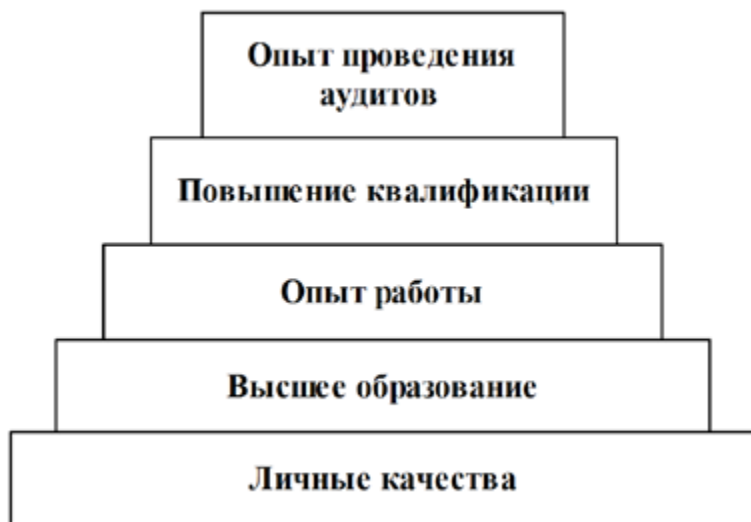 Опыт проведения
аудитов
Повышение квалификации
Опыт работы
Высшее образование
Личные качества